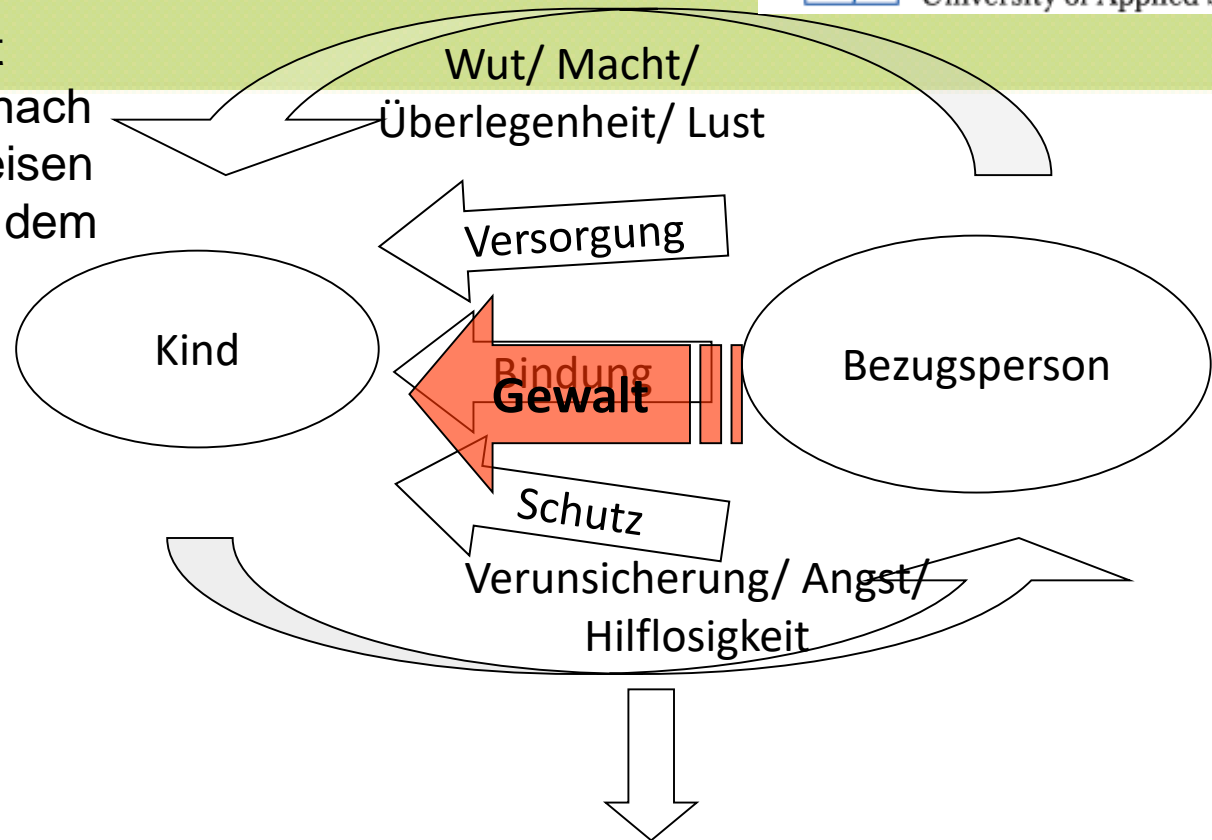 University of Applied
nach
eisen
dem
Wut/ Macht/
Überlegenheit/ Lust
Versorgung
Kind
Bindung
Gewalt
Bezugsperson
Schutz
Verunsicherung/ Angst/
Hilflosigkeit